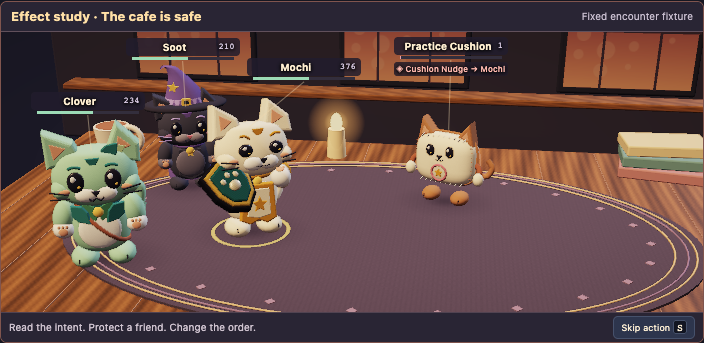 Effect study · The cafe is safe
Fixed encounter fixture
Soot 210
Practice Cushion 1
Mochi 376
Cushion Nudge → Mochi
Clover 234
Read the intent. Protect a friend. Change the order.
Skip action S